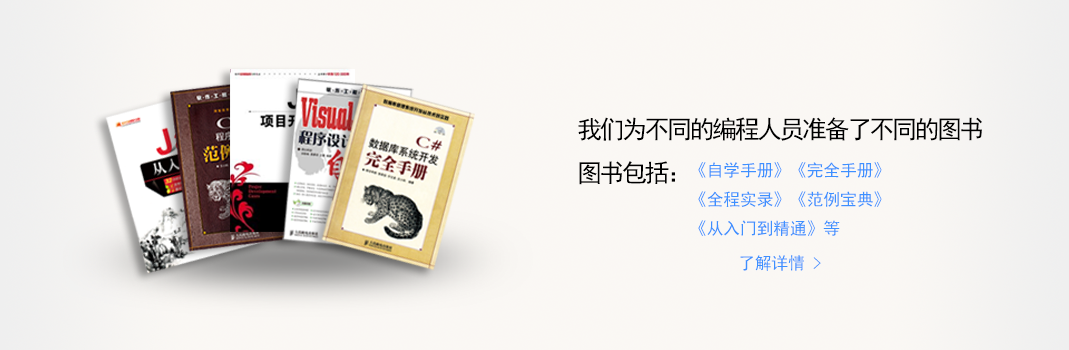 J
从入
C
程序
范例
J
项目开
Visual
程序设计
自
C#
数据库系统开发
完全手册
我们为不同的编程人员准备了不同的图书
图书包括：
《自学手册》《完全手册》
《全程实录》《范例宝典》
《从入门到精通》等
了解详情 >